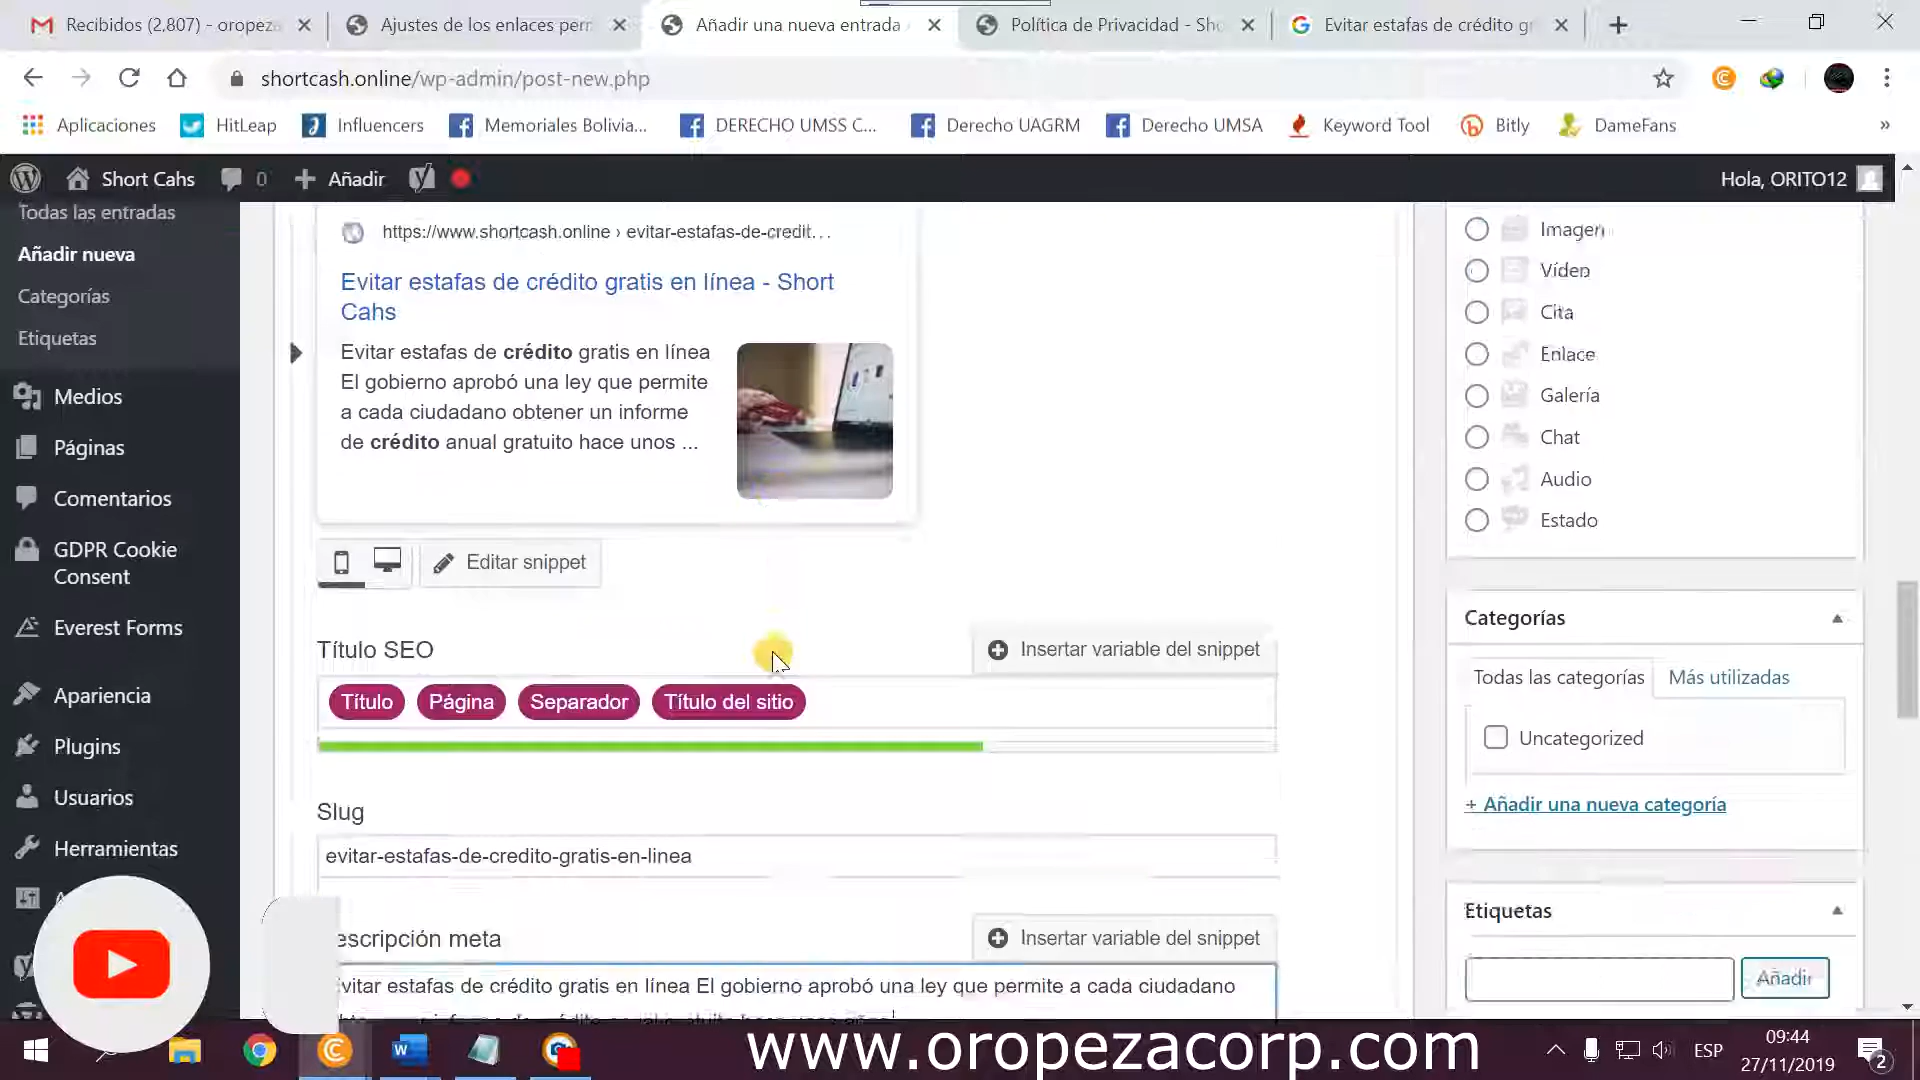 Recibidos (2,807) - oropeza
Ajustes de los enlaces perm
Añadir una nueva entrada
Política de Privacidad - Sho
Evitar estafas de crédito gr
shortcash.online/wp-admin/post-new.php
Aplicaciones
HitLeap
Influencers
Memoriales Bolivia...
DERECHO UMSS C...
Derecho UAGRM
Derecho UMSA
Keyword Tool
Bitly
DameFans
»
Short Cahs
0
Añadir
Hola, ORITO12
Todas las entradas
Añadir nueva
Categorías
Etiquetas
Medios
Páginas
Comentarios
GDPR Cookie
Consent
Everest Forms
Apariencia
Plugins
Usuarios
Herramientas
https://www.shortcash.online › evitar-estafas-de-credit...
Evitar estafas de crédito gratis en línea - Short
Cahs
Evitar estafas de crédito gratis en línea
El gobierno aprobó una ley que permite
a cada ciudadano obtener un informe
de crédito anual gratuito hace unos ...
Editar snippet
Título SEO
Insertar variable del snippet
Título
Página
Separador
Título del sitio
Slug
evitar-estafas-de-credito-gratis-en-linea
escripción meta
Insertar variable del snippet
vitar estafas de crédito gratis en línea El gobierno aprobó una ley que permite a cada ciudadano
Imagen
Vídeo
Cita
Enlace
Galería
Chat
Audio
Estado
Categorías
Todas las categorías
Más utilizadas
Uncategorized
+ Añadir una nueva categoría
Etiquetas
Añadir
www.oropezacorp.com
ESP
09:44
27/11/2019
2